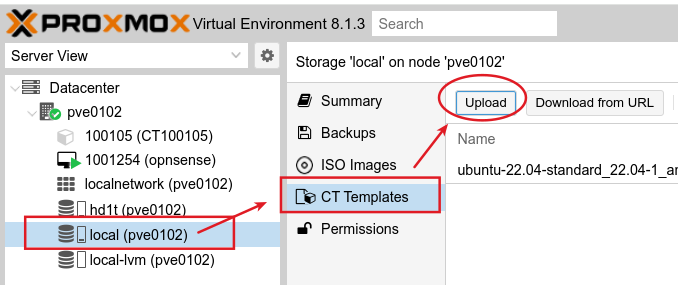 PROXMOX Virtual Environment 8.1.3
Search
Server View
Storage 'local' on node 'pve0102'
Datacenter
pve0102
100105 (CT100105)
1001254 (opnsense)
localnetwork (pve0102)
hd1t (pve0102)
local (pve0102)
local-lvm (pve0102)
Summary
Backups
ISO Images
CT Templates
Permissions
Upload
Download from URL
Name
ubuntu-22.04-standard_22.04-1_